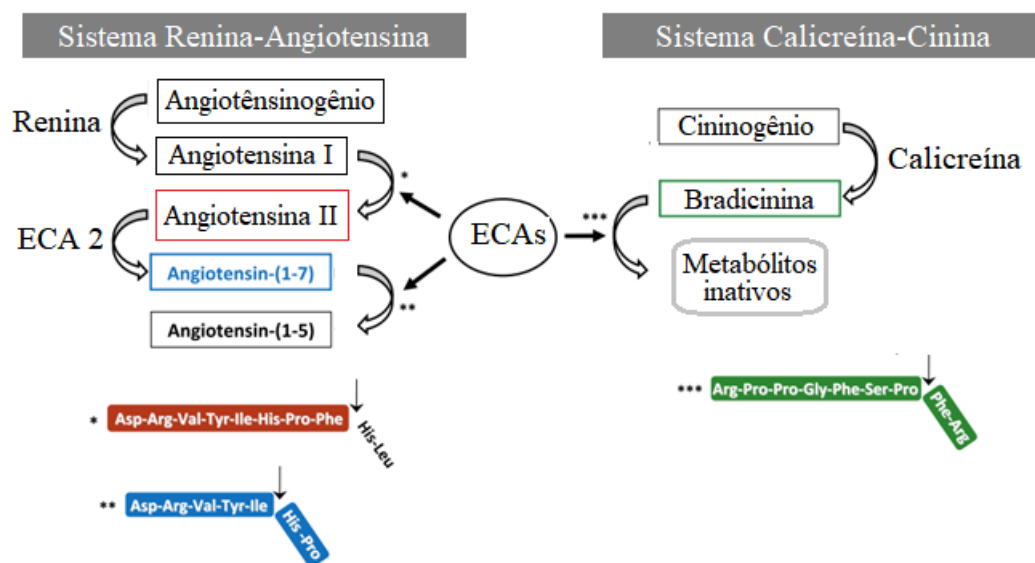 Sistema Renina-Angiotensina
Sistema Calicreína-Cinina
Renina
Angiotênsinogênio
Angiotensina I
*
Angiotensina II
ECA 2
Angiotensin-(1-7)
**
Angiotensin-(1-5)
ECAs
***
Cininogênio
Calicreína
Bradicinina
Metabólitos
inativos
* Asp-Arg-Val-Tyr-Ile-His-Pro-Phe
His-Leu
** Asp-Arg-Val-Tyr-Ile
His -Pro
*** Arg-Pro-Pro-Gly-Phe-Ser-Pro
Phe-Arg